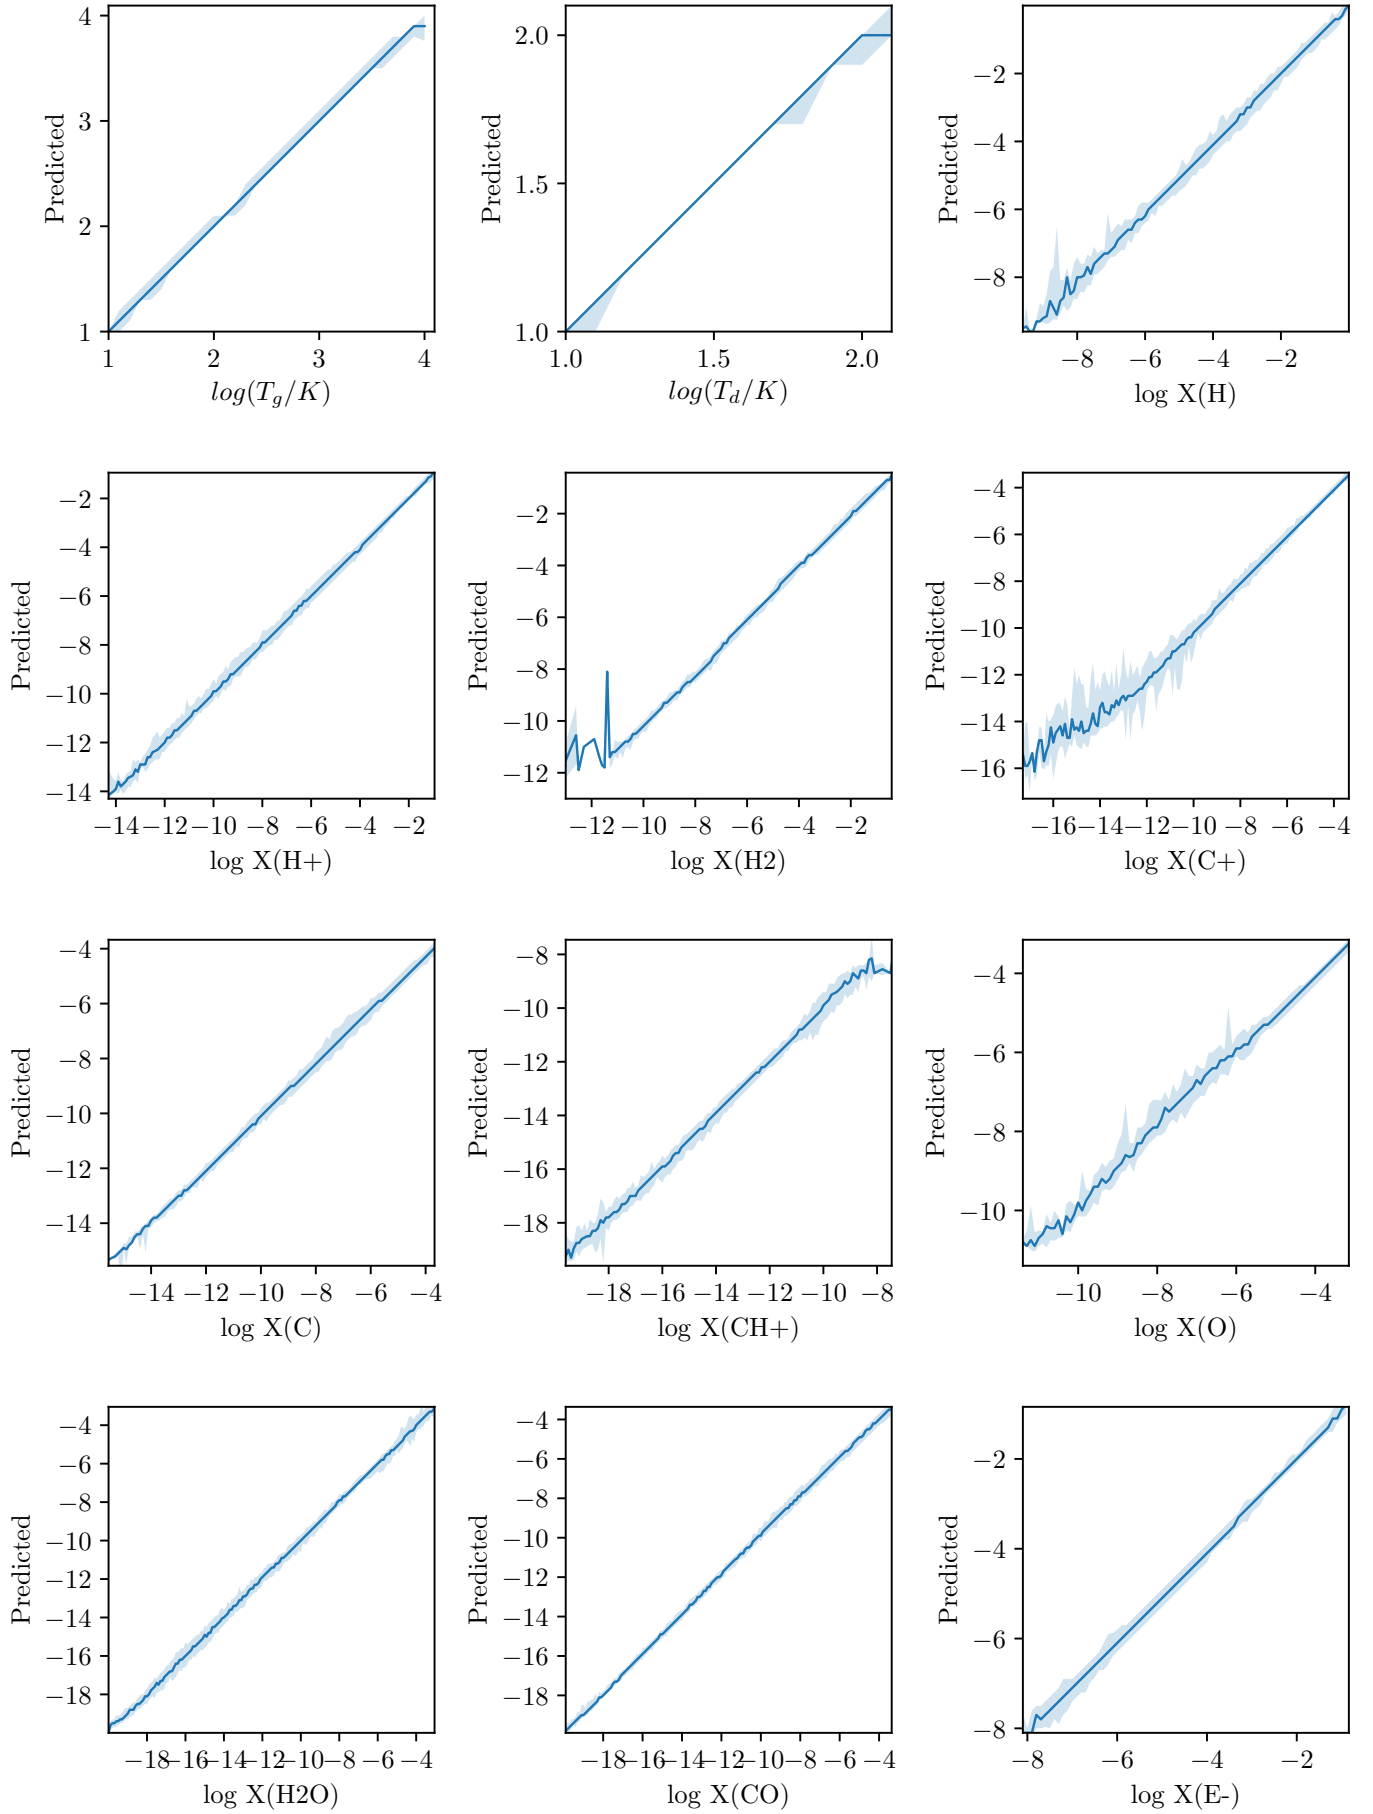 4
3
2
1
Predicted
1 2 3 4
log(T_g/K)
2.0
1.5
1.0
Predicted
1.0 1.5 2.0
log(T_d/K)
−2
−4
−6
−8
Predicted
−8 −6 −4 −2
log X(H)
−2
−4
−6
−8
−10
−12
−14
Predicted
−14 −12 −10 −8 −6 −4 −2
log X(H+)
−2
−4
−6
−8
−10
−12
Predicted
−12 −10 −8 −6 −4 −2
log X(H2)
−4
−6
−8
−10
−12
−14
−16
Predicted
−16 −14 −12 −10 −8 −6 −4
log X(C+)
−4
−6
−8
−10
−12
−14
Predicted
−14 −12 −10 −8 −6 −4
log X(C)
−8
−10
−12
−14
−16
−18
Predicted
−18 −16 −14 −12 −10 −8
log X(CH+)
−4
−6
−8
−10
Predicted
−10 −8 −6 −4
log X(O)
−4
−6
−8
−10
−12
−14
−16
−18
Predicted
−18 −16 −14 −12 −10 −8 −6 −4
log X(H2O)
−4
−6
−8
−10
−12
−14
−16
−18
Predicted
−18 −16 −14 −12 −10 −8 −6 −4
log X(CO)
−2
−4
−6
−8
Predicted
−8 −6 −4 −2
log X(E-)